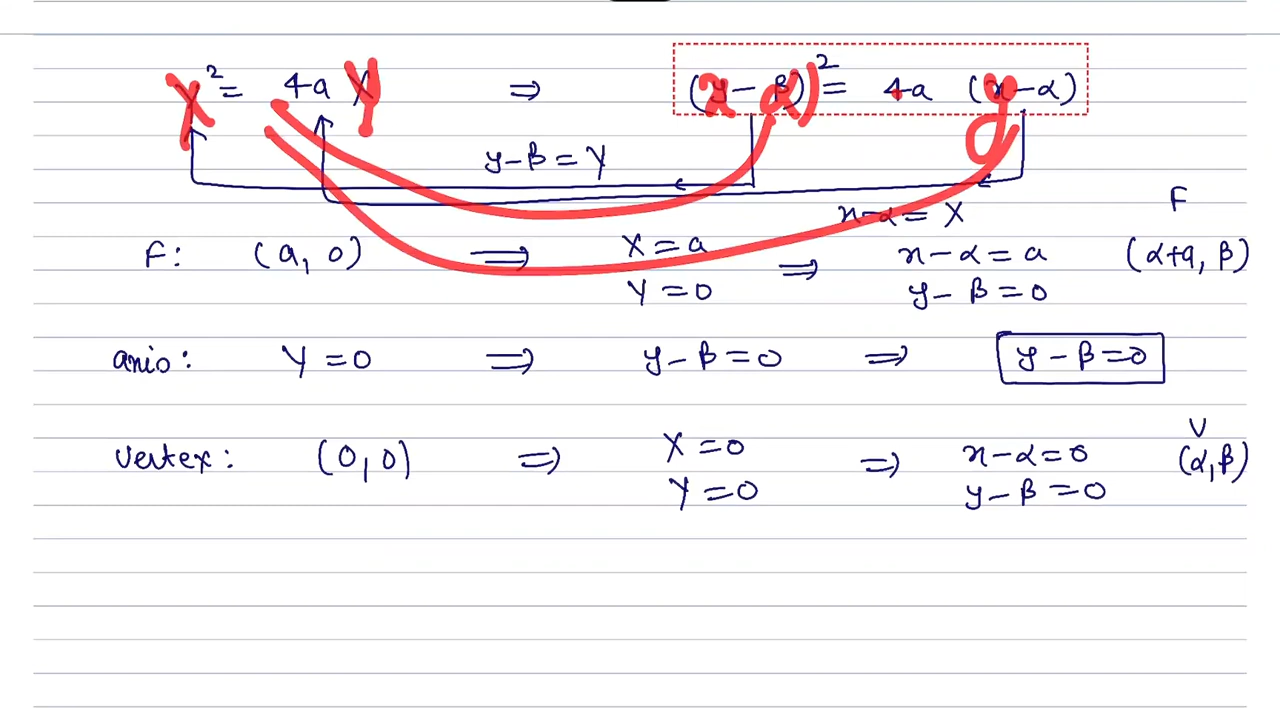 X² = 4a Y ⇒ (x - α)² = 4a (y - β)
y - β = Y
x - α = X
F
F: (a, 0) ⇒ X = a ⇒ x - α = a (α+a, β)
Y = 0 y - β = 0
axis: Y = 0 ⇒ y - β = 0 ⇒ y - β = 0
V
vertex: (0, 0) ⇒ X = 0 ⇒ x - α = 0 (α, β)
Y = 0 y - β = 0